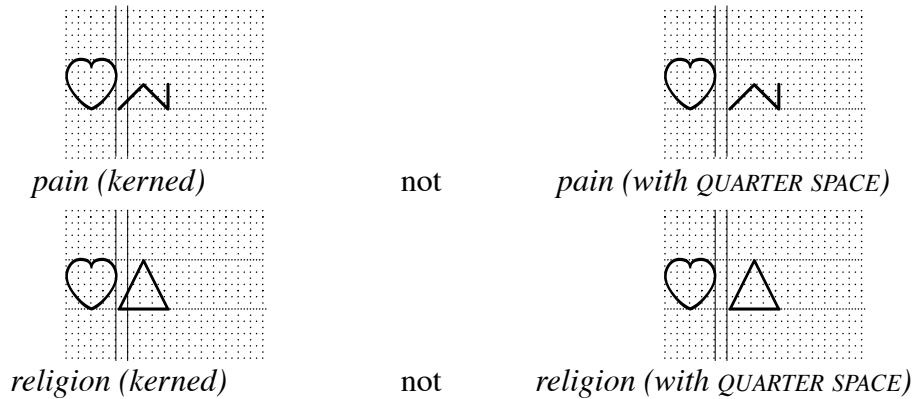 pain (kerned) not pain (with QUARTER SPACE)
religion (kerned) not religion (with QUARTER SPACE)